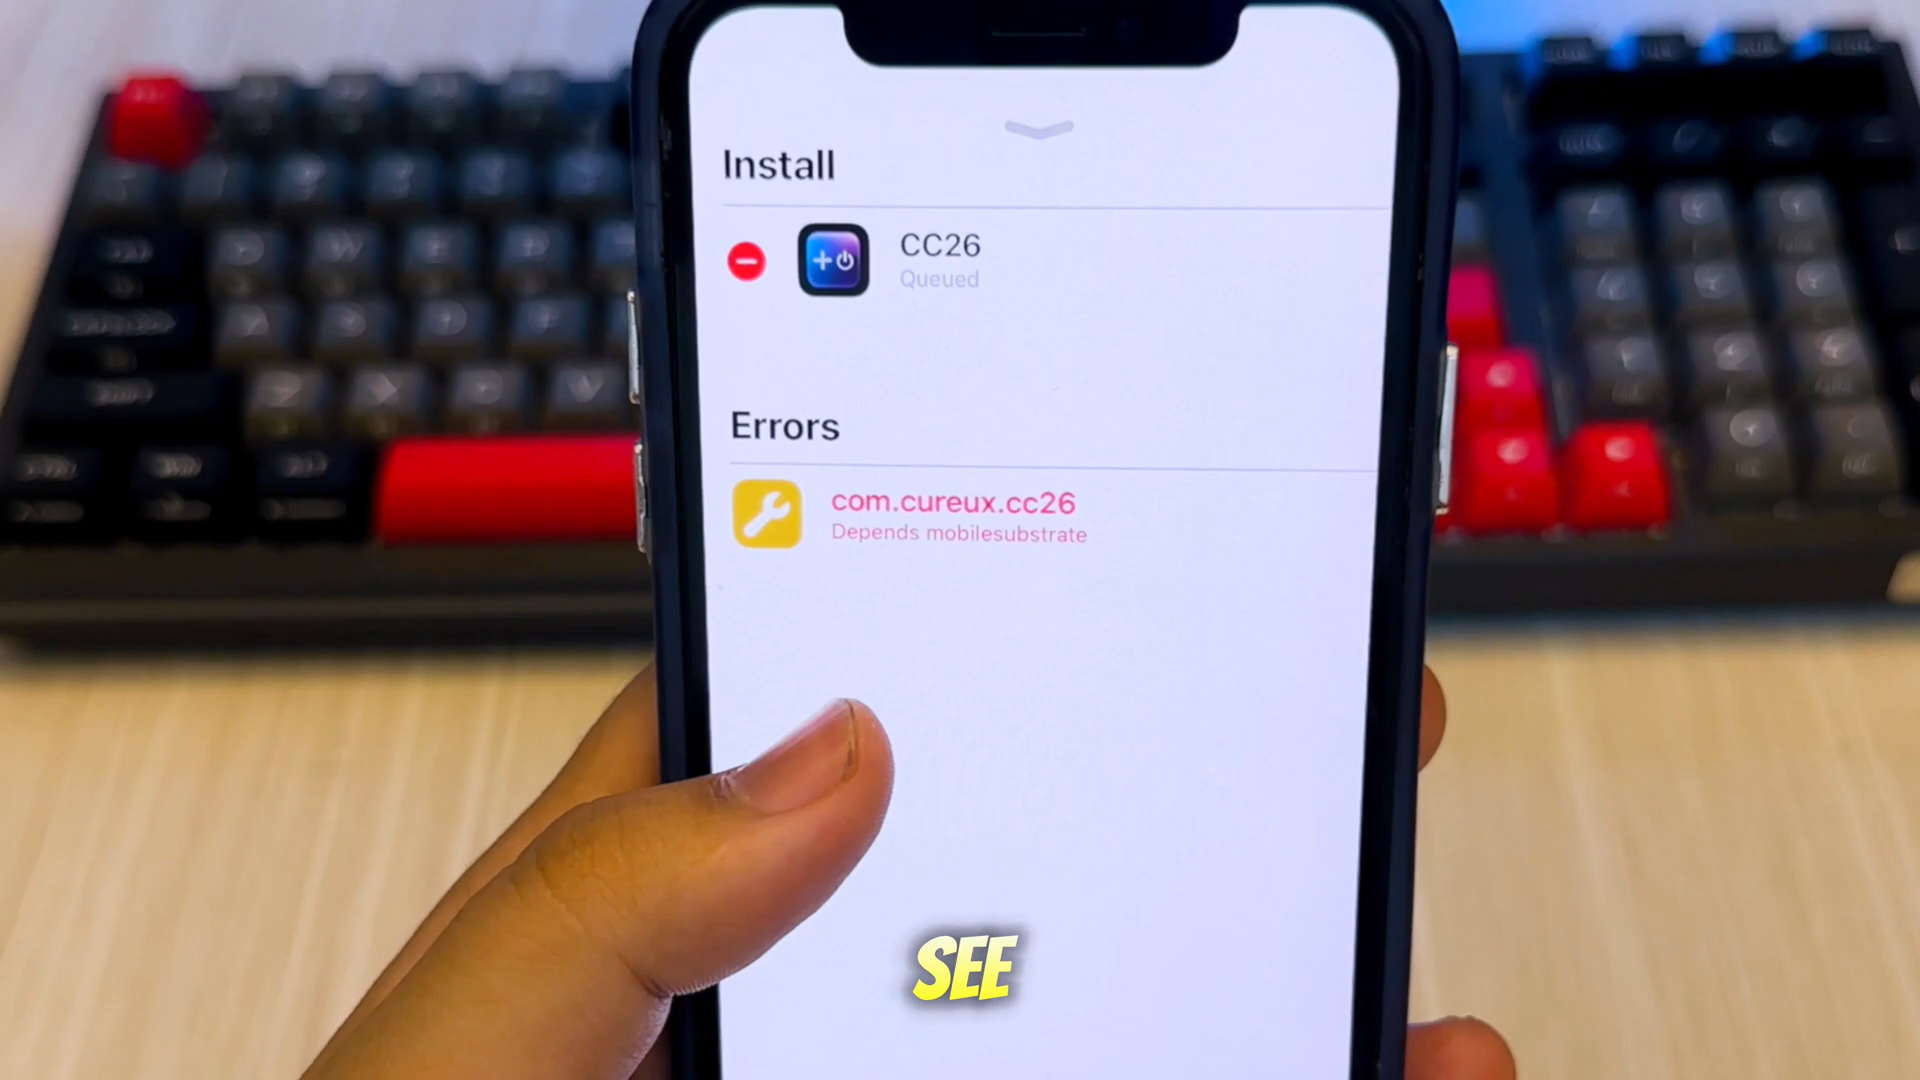 Install
CC26
Queued
Errors
com.cureux.cc26
Depends mobilesubstrate
SEE